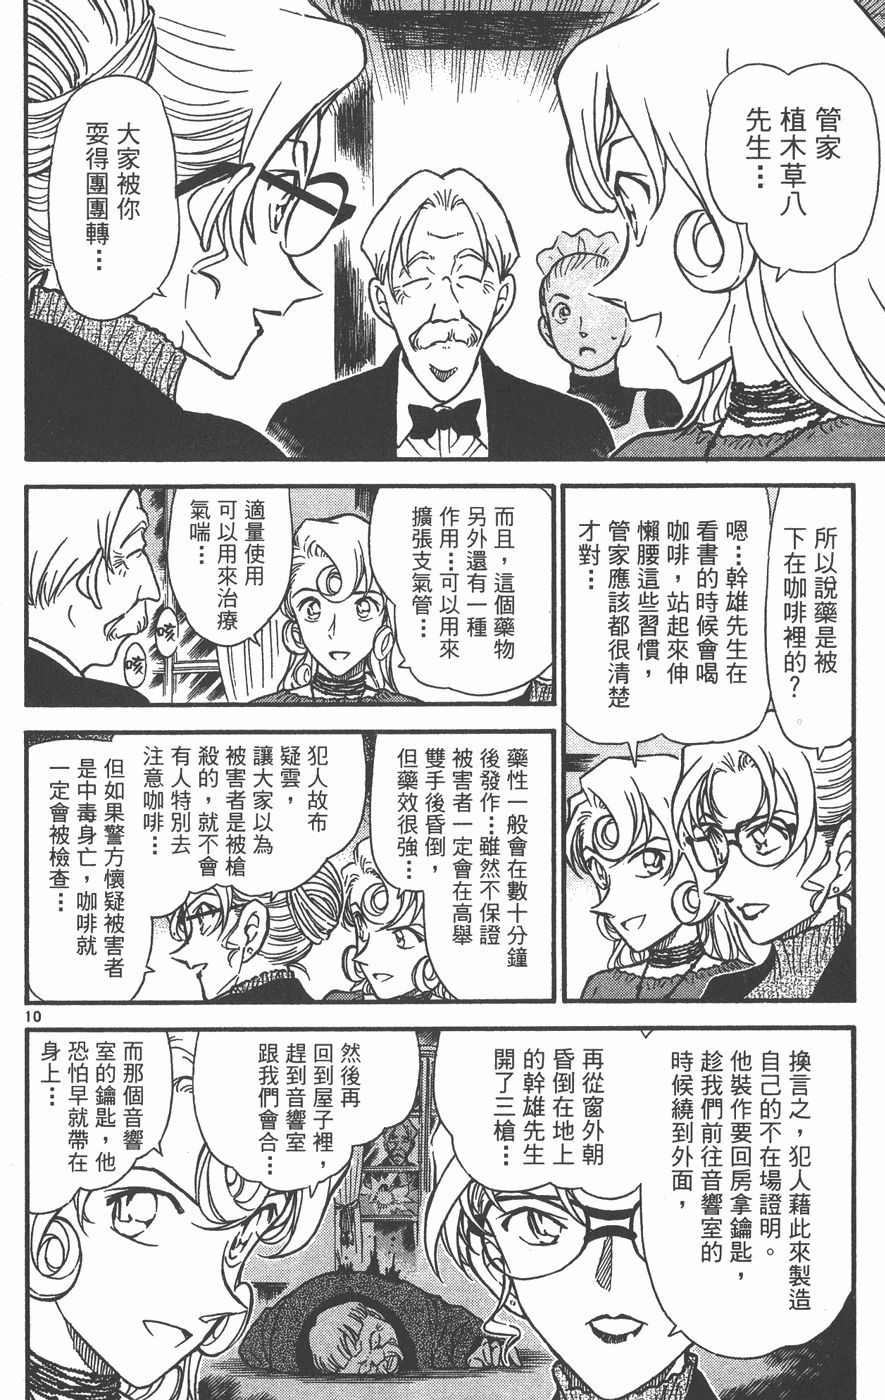 管家
植木草八
先生…
大家被你
耍得團團轉
…
所以說藥是被
下在咖啡裡的?
嗯…幹雄先生在
看書的時候會喝
咖啡,站起來伸
懶腰這些習慣,
管家應該都很清楚
才對…
而且,這個藥物
另外還有一種
作用…可以用來
擴張支氣管…
適量使用
可以用來治療
氣喘…
咳
咳
藥性一般會在數十分鐘
後發作…雖然不保證
被害者一定會在高舉
雙手後昏倒,
但藥效很強…
犯人故布
疑雲,
讓大家以為
被害者是被槍
殺的,就不會
有人特別去
注意咖啡…
但如果警方懷疑被害者
是中毒身亡,咖啡就
一定會被檢查…
10
換言之,犯人藉此來製造
自己的不在場證明。
他裝作要回房拿鑰匙,
趁我們前往音響室的
時候繞到外面,
再從窗外朝
昏倒在地上
的幹雄先生
開了三槍…
然後再
回到屋子裡,
趕到音響室
跟我們會合…
而那個音響
室的鑰匙,他
恐怕早就帶在
身上…